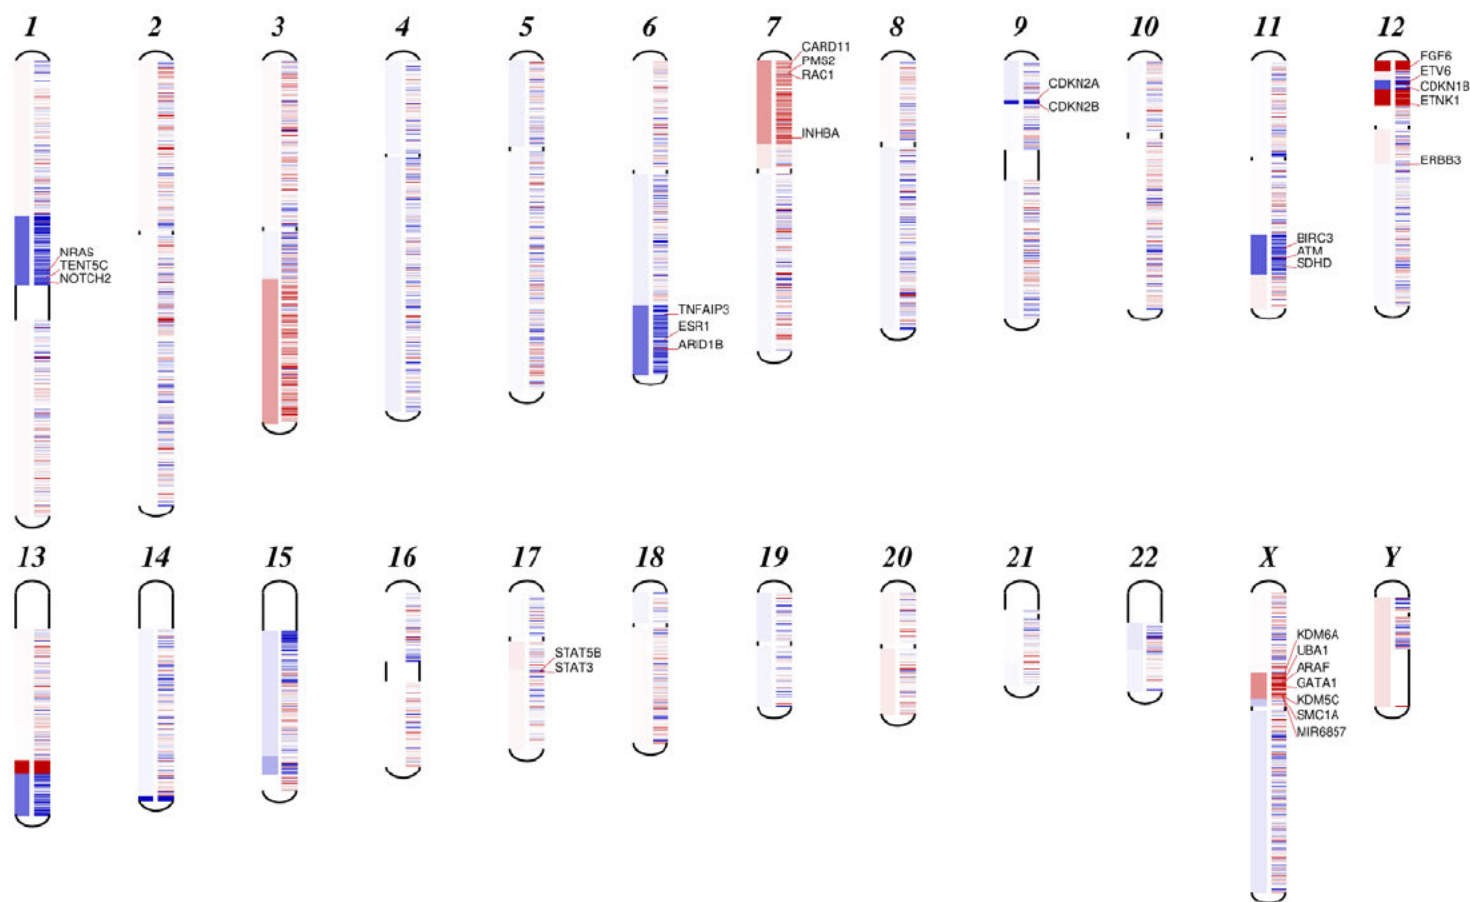 1 2 3 4 5 6 7 8 9 10 11 12
NRAS
TENT5C
NOTCH2
TNFAIP3
ESR1
ARID1B
CARD11
PMS2
RAC1
INHBA
CDKN2A
CDKN2B
BIRC3
ATM
SDHD
FGF6
ETV6
CDKN1B
ETNK1
ERBB3
13 14 15 16 17 18 19 20 21 22 X Y
STAT5B
STAT3
KDM6A
UBA1
ARAF
GATA1
KDM5C
SMC1A
MIR6857